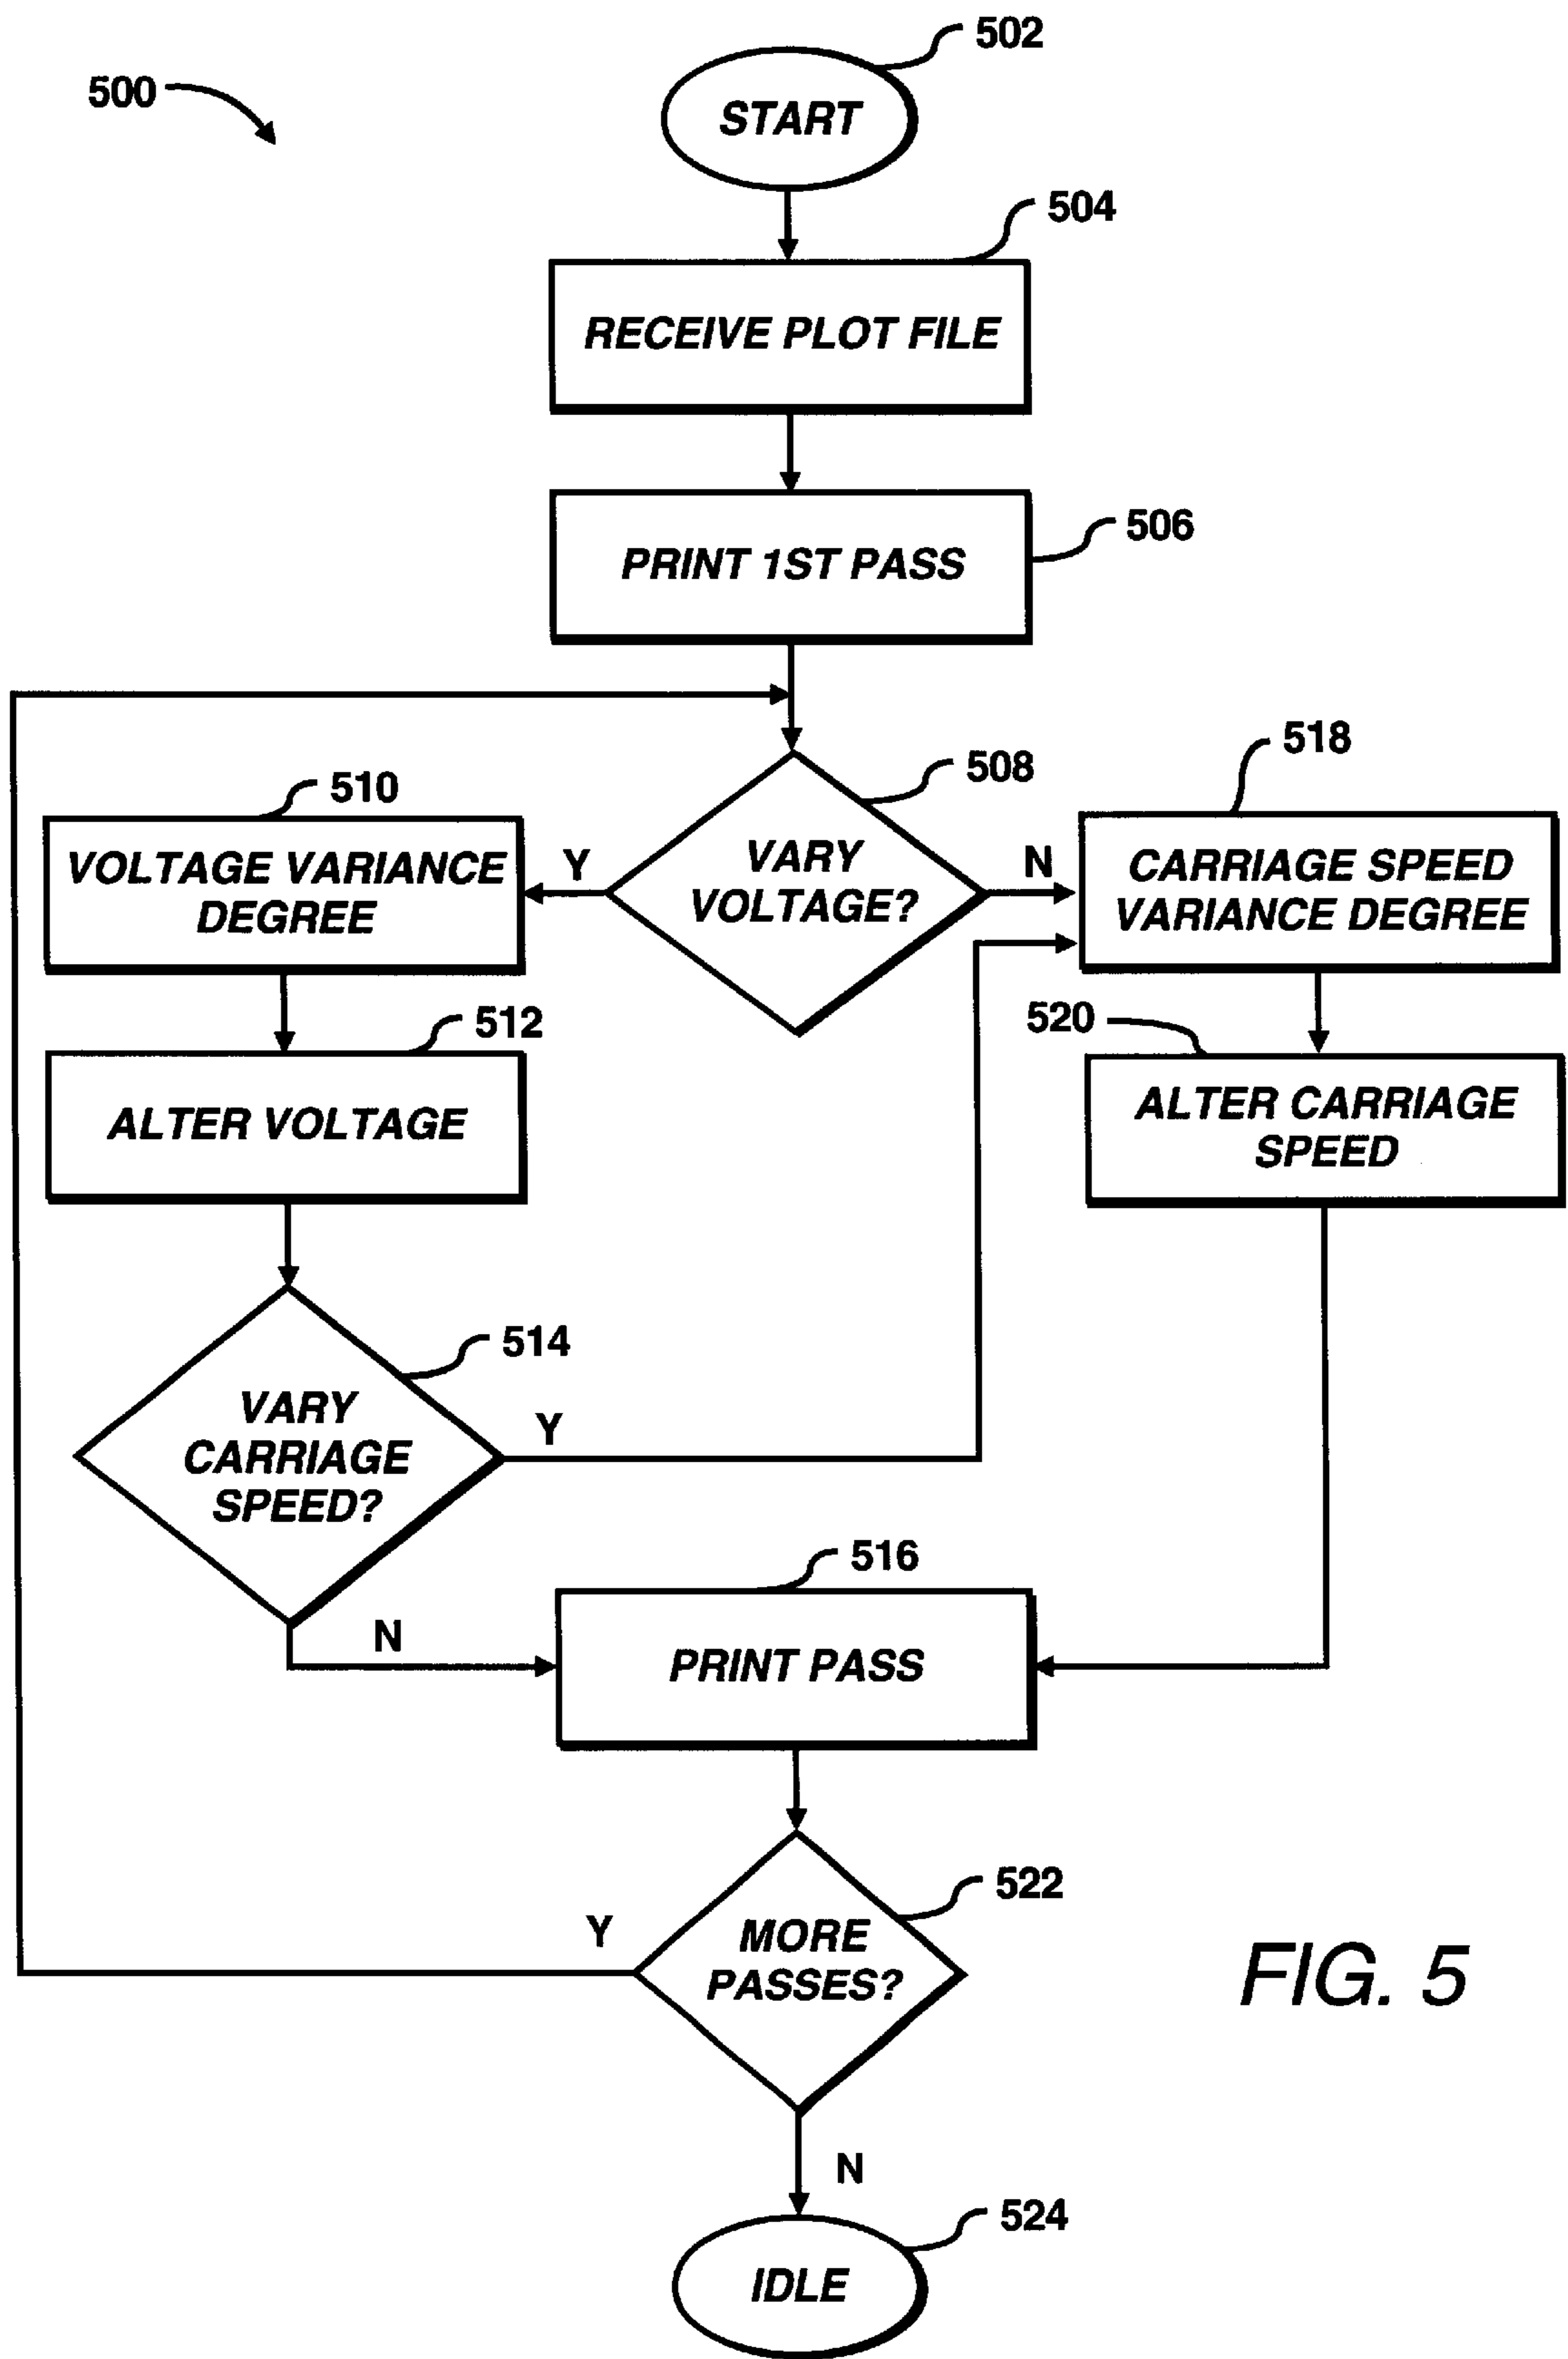 502
500
START
504
RECEIVE PLOT FILE
506
PRINT 1ST PASS
518
508
510
VOLTAGE VARIANCE
DEGREE
Y
VARY
VOLTAGE?
N
CARRIAGE SPEED
VARIANCE DEGREE
512
520
ALTER VOLTAGE
ALTER CARRIAGE
SPEED
514
VARY
CARRIAGE
SPEED?
Y
516
N
PRINT PASS
522
Y
MORE
PASSES?
FIG. 5
N
524
IDLE